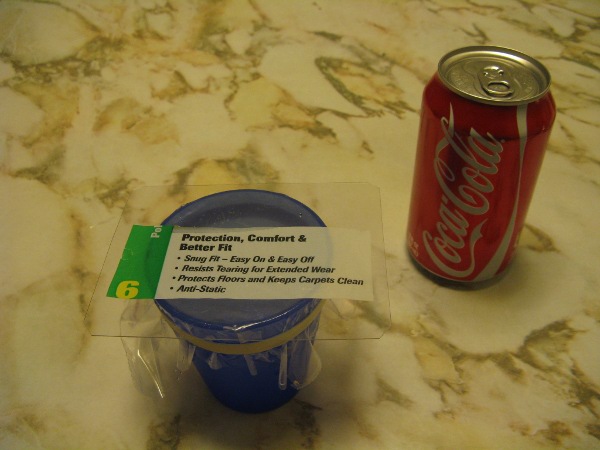 Protection, Comfort &
Better Fit
• Snug Fit – Easy On & Easy Off
• Resists Tearing for Extended Wear
• Protects Floors and Keeps Carpets Clean
• Anti-Static
6
Coca-Cola